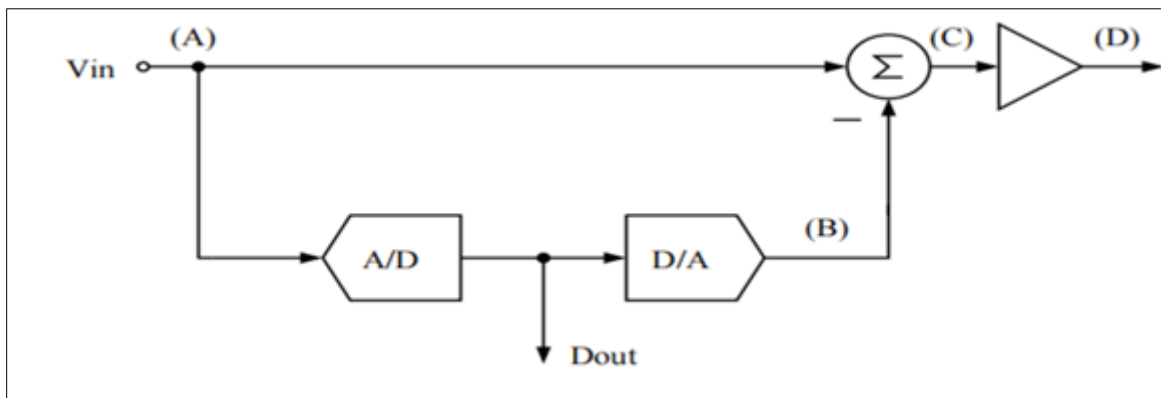 (A)
(C)
(D)
Vin
Σ
—
(B)
A/D
D/A
Dout